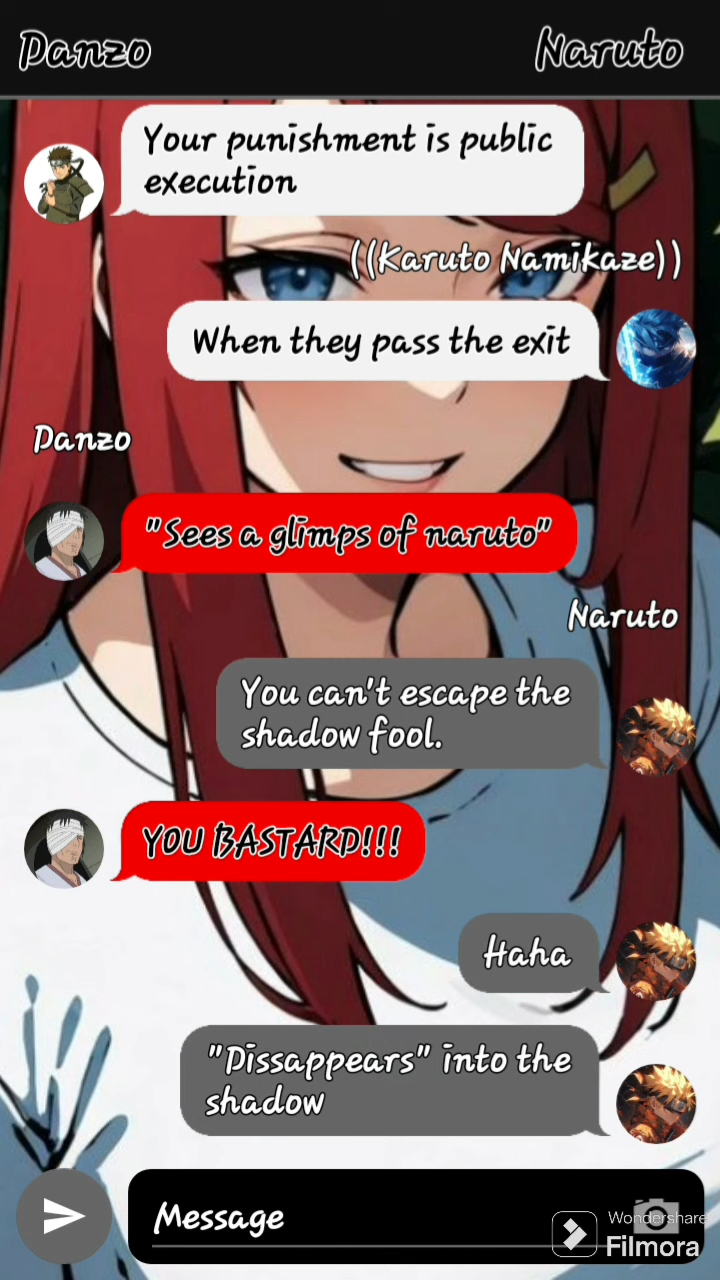 Danzo
Naruto
Your punishment is public
execution
((Karuto Namikaze))
When they pass the exit
Danzo
"Sees a glimps of naruto"
Naruto
You can't escape the
shadow fool.
YOU BASTARD!!!
Haha
"Dissappears" into the
shadow
Message
Wondershare
Filmora